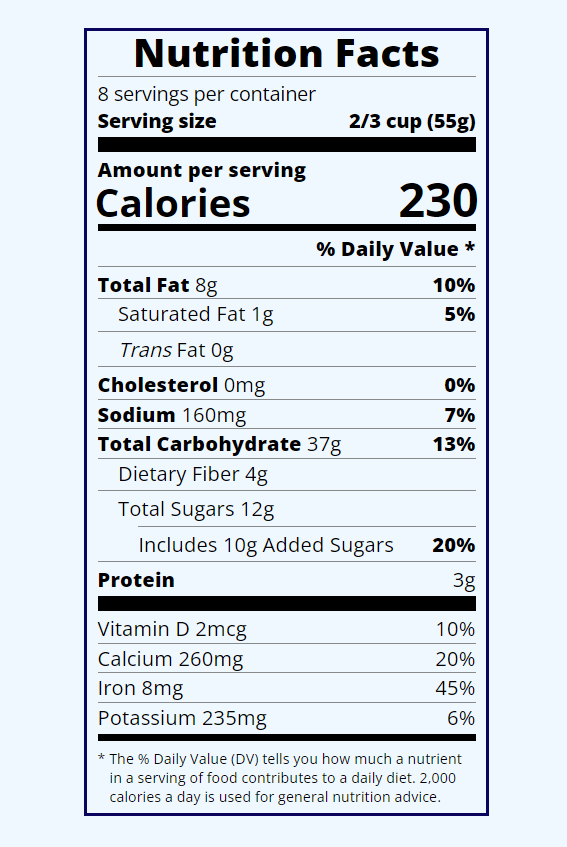 Nutrition Facts
8 servings per container
Serving size 2/3 cup (55g)
Amount per serving
Calories 230
% Daily Value *
Total Fat 8g 10%
Saturated Fat 1g 5%
Trans Fat 0g
Cholesterol 0mg 0%
Sodium 160mg 7%
Total Carbohydrate 37g 13%
Dietary Fiber 4g
Total Sugars 12g
Includes 10g Added Sugars 20%
Protein 3g
Vitamin D 2mcg 10%
Calcium 260mg 20%
Iron 8mg 45%
Potassium 235mg 6%
* The % Daily Value (DV) tells you how much a nutrient
in a serving of food contributes to a daily diet. 2,000
calories a day is used for general nutrition advice.